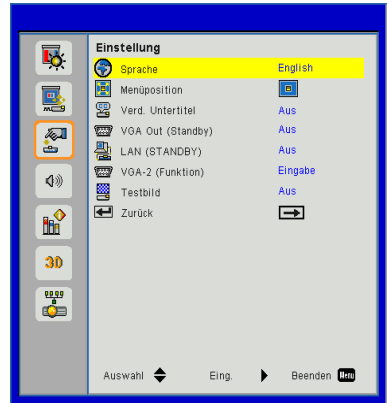 Einstellung
Sprache English
Menüposition
Verd. Untertitel Aus
VGA Out (Standby) Aus
LAN (STANDBY) Aus
VGA-2 (Funktion) Eingabe
Testbild Aus
Zurück
3D
Auswahl Eing. Beenden Menu